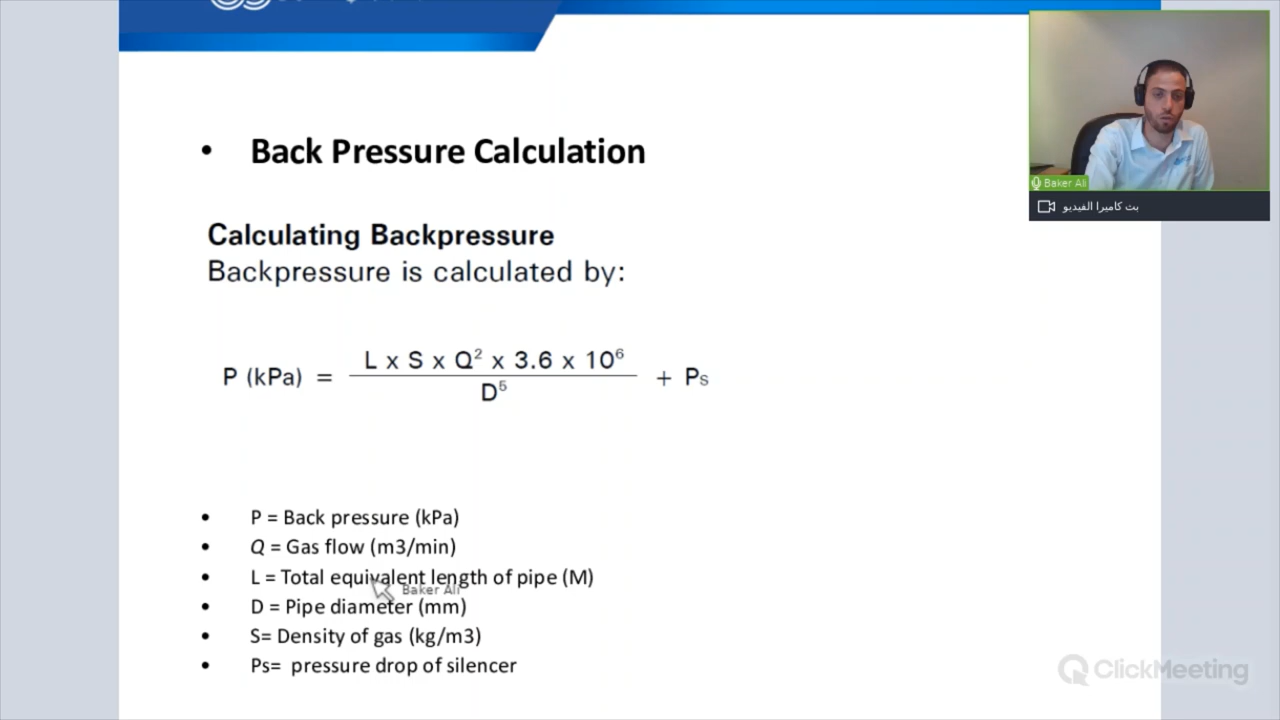 • Back Pressure Calculation
Calculating Backpressure
Backpressure is calculated by:
P (kPa) = L x S x Q² x 3.6 x 10⁶ / D⁵ + Ps
• P = Back pressure (kPa)
• Q = Gas flow (m3/min)
• L = Total equivalent length of pipe (M)
Baker Ali
• D = Pipe diameter (mm)
• S= Density of gas (kg/m3)
• Ps= pressure drop of silencer
Baker Ali
بث كاميرا الفيديو
ClickMeeting